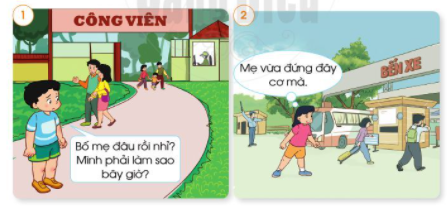 1
CÔNG VIÊN
Bố mẹ đâu rồi nhỉ?
Mình phải làm sao
bây giờ?
2
Mẹ vừa đứng đây
cơ mà.
BẾN XE